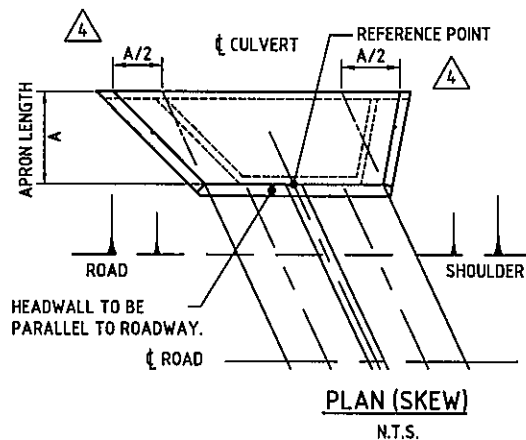 4
A/2
℄ CULVERT
REFERENCE POINT
A/2
4
APRON LENGTH
A
ROAD
SHOULDER
HEADWALL TO BE
PARALLEL TO ROADWAY.
℄ ROAD
PLAN (SKEW)
N.T.S.